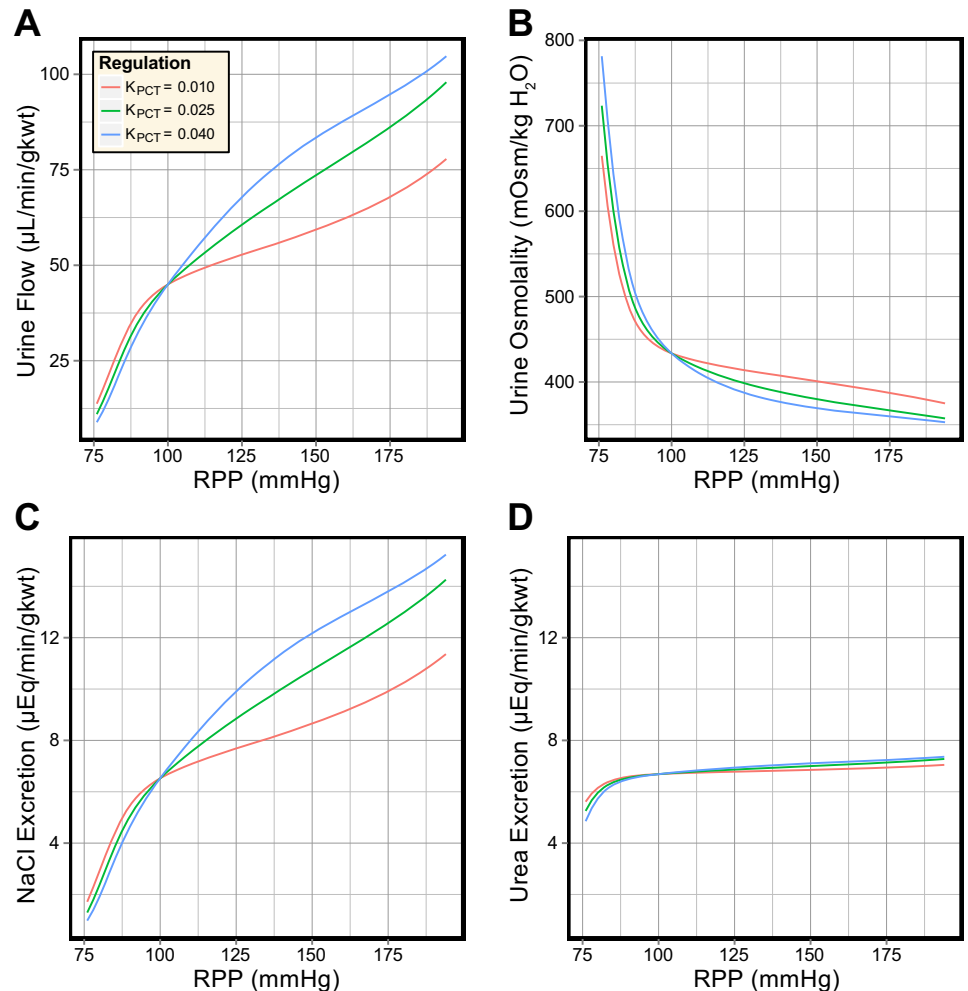 A
Regulation
K_PCT = 0.010
K_PCT = 0.025
K_PCT = 0.040
100
75
50
25
75 100 125 150 175
RPP (mmHg)
Urine Flow (µL/min/gkwt)
B
800
700
600
500
400
75 100 125 150 175
RPP (mmHg)
Urine Osmolality (mOsm/kg H₂O)
C
12
8
4
75 100 125 150 175
RPP (mmHg)
NaCl Excretion (µEq/min/gkwt)
D
12
8
4
75 100 125 150 175
RPP (mmHg)
Urea Excretion (µEq/min/gkwt)